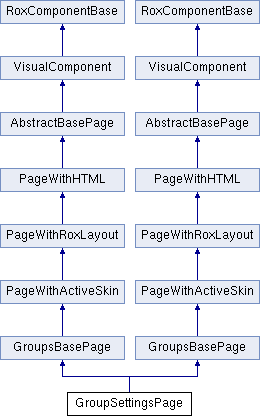 RoxComponentBase RoxComponentBase
VisualComponent VisualComponent
AbstractBasePage AbstractBasePage
PageWithHTML PageWithHTML
PageWithRoxLayout PageWithRoxLayout
PageWithActiveSkin PageWithActiveSkin
GroupsBasePage GroupsBasePage
GroupSettingsPage